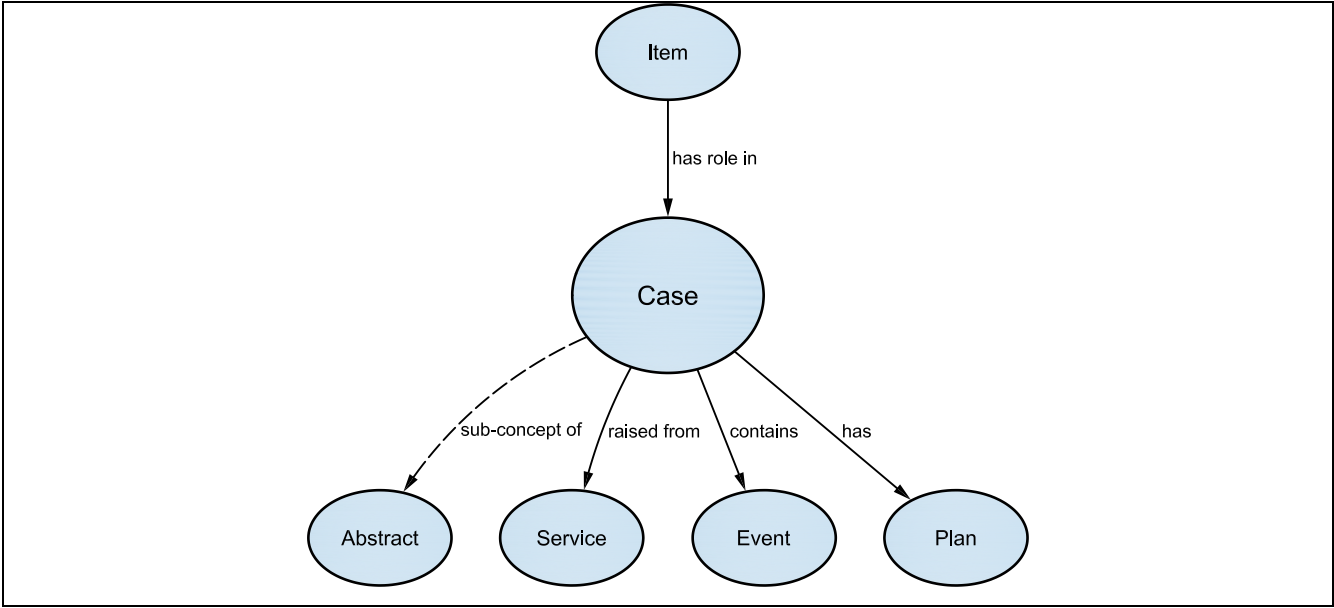 Item
has role in
Case
sub-concept of
raised from
contains
has
Abstract
Service
Event
Plan